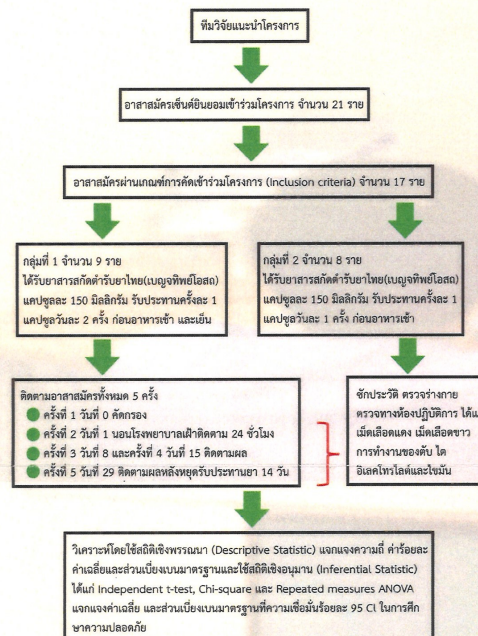 ทีมวิจัยแนะนำโครงการ
อาสาสมัครเซ็นต์ยินยอมเข้าร่วมโครงการ จำนวน 21 ราย
อาสาสมัครผ่านเกณฑ์การคัดเข้าร่วมโครงการ (Inclusion criteria) จำนวน 17 ราย
กลุ่มที่ 1 จำนวน 9 ราย
ได้รับยาสารสกัดตำรับยาไทย(เบญจทิพย์โอสถ)
แคปซูลละ 150 มิลลิกรัม รับประทานครั้งละ 1
แคปซูลวันละ 2 ครั้ง ก่อนอาหารเช้า และเย็น
กลุ่มที่ 2 จำนวน 8 ราย
ได้รับยาสารสกัดตำรับยาไทย(เบญจทิพย์โอสถ)
แคปซูลละ 150 มิลลิกรัม รับประทานครั้งละ 1
แคปซูลวันละ 1 ครั้ง ก่อนอาหารเช้า
ติดตามอาสาสมัครทั้งหมด 5 ครั้ง
ครั้งที่ 1 วันที่ 0 คัดกรอง
ครั้งที่ 2 วันที่ 1 นอนโรงพยาบาลเฝ้าติดตาม 24 ชั่วโมง
ครั้งที่ 3 วันที่ 8 และครั้งที่ 4 วันที่ 15 ติดตามผล
ครั้งที่ 5 วันที่ 29 ติดตามผลหลังหยุดรับประทานยา 14 วัน
ซักประวัติ ตรวจร่างกาย
ตรวจทางห้องปฏิบัติการ ได้แ
เม็ดเลือดแดง เม็ดเลือดขาว
การทำงานของตับ ไต
อิเลคโทรไลต์และไขมัน
วิเคราะห์โดยใช้สถิติเชิงพรรณนา (Descriptive Statistic) แจกแจงความถี่ ค่าร้อยละ
ค่าเฉลี่ยและส่วนเบี่ยงเบนมาตรฐานและใช้สถิติเชิงอนุมาน (Inferential Statistic)
ได้แก่ Independent t-test, Chi-square และ Repeated measures ANOVA
แจกแจงค่าเฉลี่ย และส่วนเบี่ยงเบนมาตรฐานที่ความเชื่อมั่นร้อยละ 95 CI ในการศึก
ษาความปลอดภัย